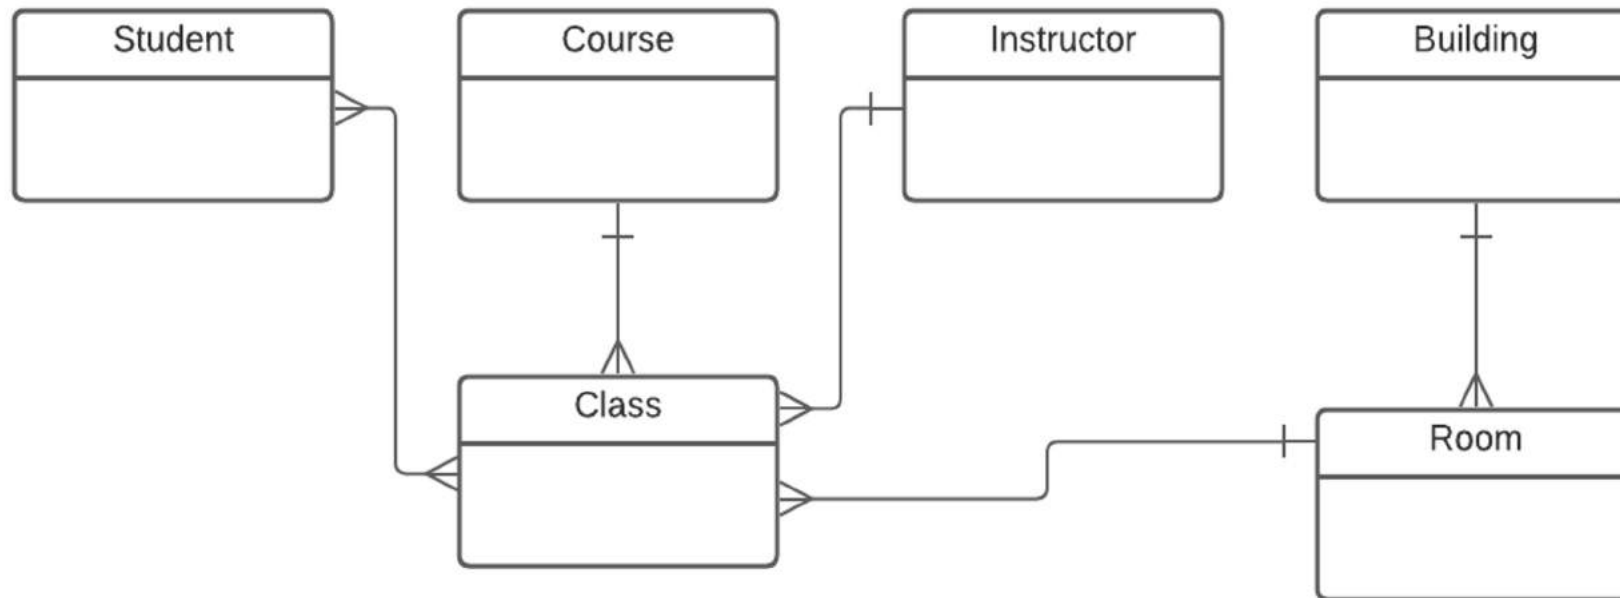 Student
Course
Instructor
Building
Class
Room